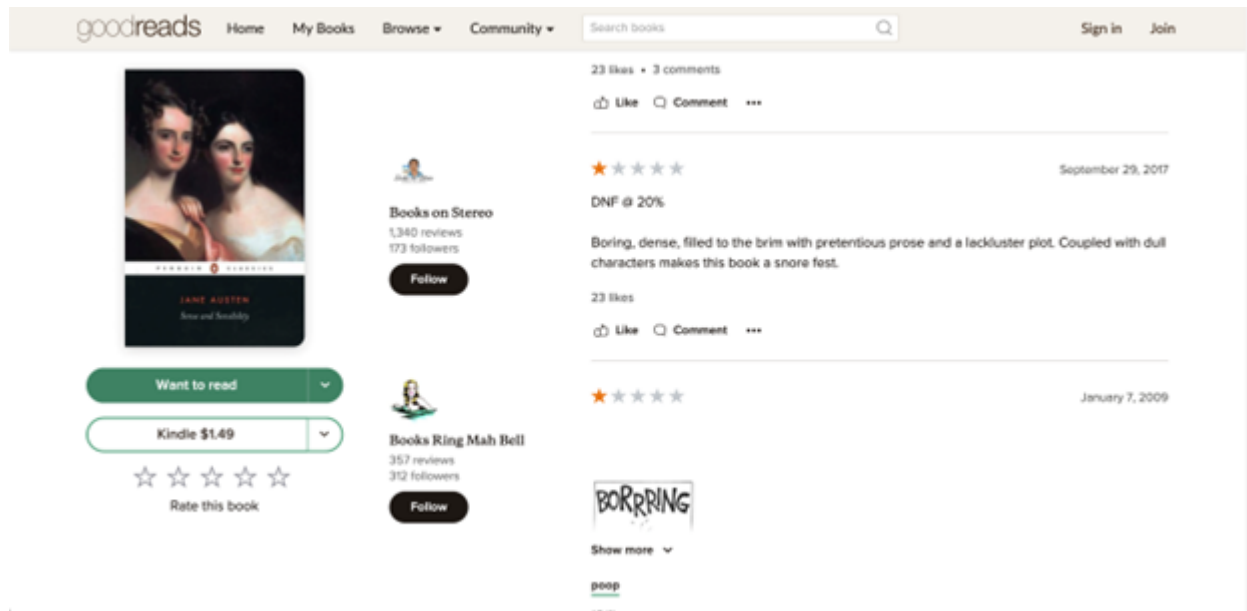 goodreads Home My Books Browse Community Search books Sign in Join
23 likes • 3 comments
Like Comment •••
September 29, 2017
DNF @ 20%
Books on Stereo
1,340 reviews
173 followers
Follow
Boring, dense, filled to the brim with pretentious prose and a lackluster plot. Coupled with dull
characters makes this book a snore fest.
23 likes
Like Comment •••
PENGUIN CLASSICS
JANE AUSTEN
Sense and Sensibility
Want to read
Kindle $1.49
Rate this book
January 7, 2009
Books Ring Mah Bell
357 reviews
312 followers
Follow
BORRRING
Show more
poop